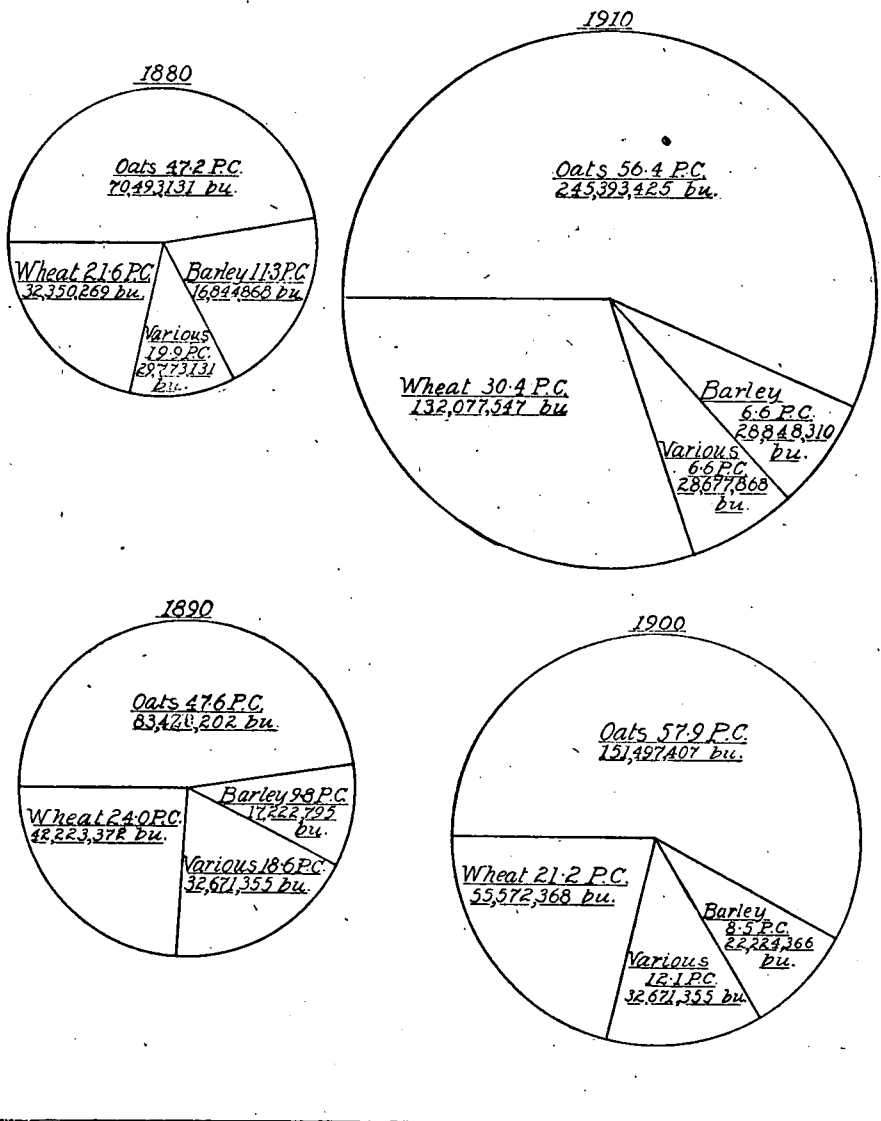 1880
Oats 47.2 P.C.
70,493,131 bu.
Wheat 21.6 P.C.
32,350,269 bu.
Barley 11.3 P.C.
16,844,868 bu.
Various
19.9 P.C.
29,773,131
bu.
1910
Oats 56.4 P.C.
245,393,425 bu.
Wheat 30.4 P.C.
132,077,547 bu
Barley
6.6 P.C.
28,848,310
bu.
Various
6.6 P.C.
28,677,868
bu.
1890
Oats 47.6 P.C.
bu.
Wheat 24.0 P.C.
42,223,372 bu.
Barley 9.8 P.C.
17,222,795
bu.
Various 18.6 P.C.
32,671,355 bu.
1900
Oats 57.9 P.C.
151,497,407 bu.
Wheat 21.2 P.C.
55,572,368 bu.
Barley
8.5 P.C.
22,224,366
bu.
Various
12.1 P.C.
32,671,355 bu.